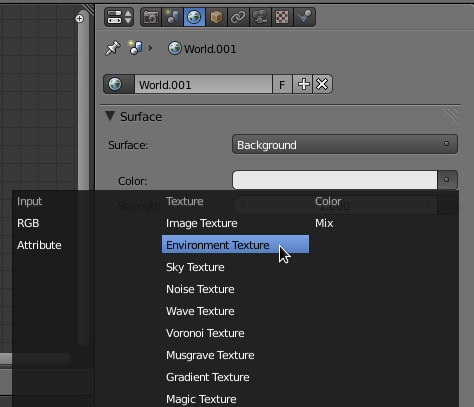 World.001
World.001 F
Surface
Surface: Background
Color:
Input Texture Color
RGB Image Texture Mix
Attribute Environment Texture
Sky Texture
Noise Texture
Wave Texture
Voronoi Texture
Musgrave Texture
Gradient Texture
Magic Texture